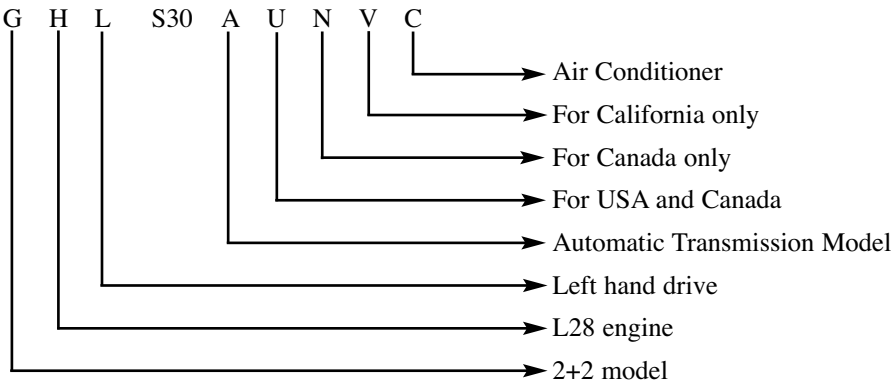 G H L S30 A U N V C
Air Conditioner
For California only
For Canada only
For USA and Canada
Automatic Transmission Model
Left hand drive
L28 engine
2+2 model